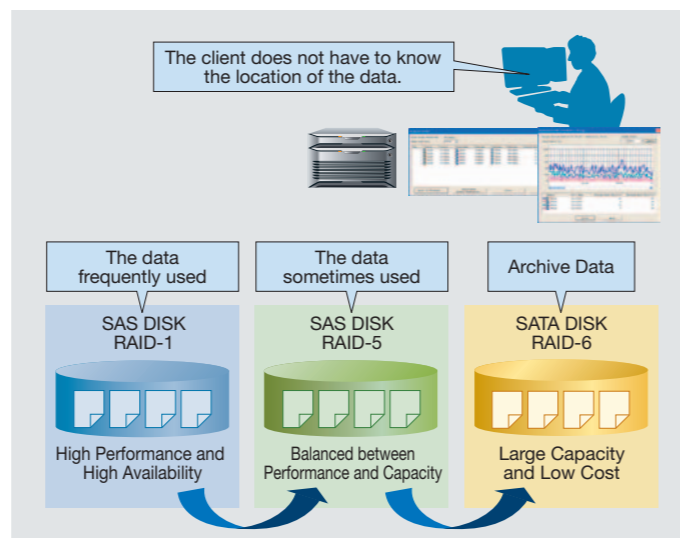 The client does not have to know
the location of the data.
The data
frequently used
The data
sometimes used
Archive Data
SAS DISK
RAID-1
SAS DISK
RAID-5
SATA DISK
RAID-6
High Performance and
High Availability
Balanced between
Performance and Capacity
Large Capacity
and Low Cost